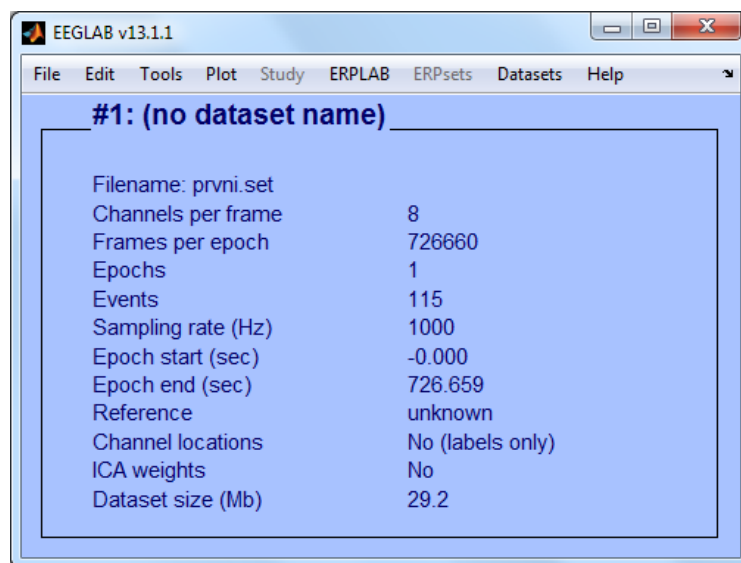 EEGLAB v13.1.1
File Edit Tools Plot Study ERPLAB ERPsets Datasets Help
#1: (no dataset name)
Filename: prvni.set
Channels per frame 8
Frames per epoch 726660
Epochs 1
Events 115
Sampling rate (Hz) 1000
Epoch start (sec) -0.000
Epoch end (sec) 726.659
Reference unknown
Channel locations No (labels only)
ICA weights No
Dataset size (Mb) 29.2